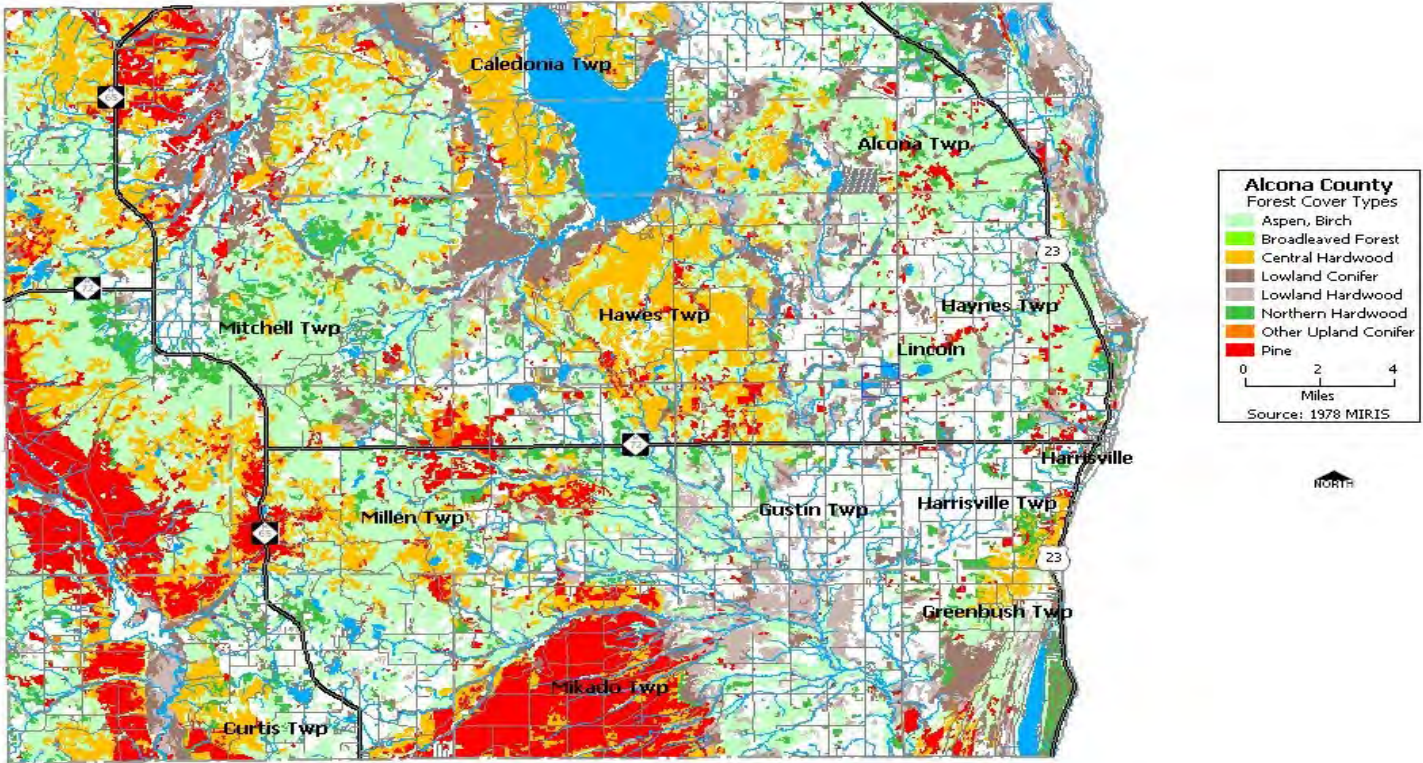 Caledonia Twp
65
Alcona Twp
Alcona County
Forest Cover Types
Aspen, Birch
Broadleaved Forest
Central Hardwood
Lowland Conifer
Lowland Hardwood
Northern Hardwood
Other Upland Conifer
Pine
0 2 4
Miles
Source: 1978 MIRIS
23
72
Mitchell Twp
Hawes Twp
Haynes Twp
Lincoln
72
Harrisville
NORTH
Millen Twp
Gustin Twp
Harrisville Twp
65
23
Greenbush Twp
Mikado Twp
Curtis Twp